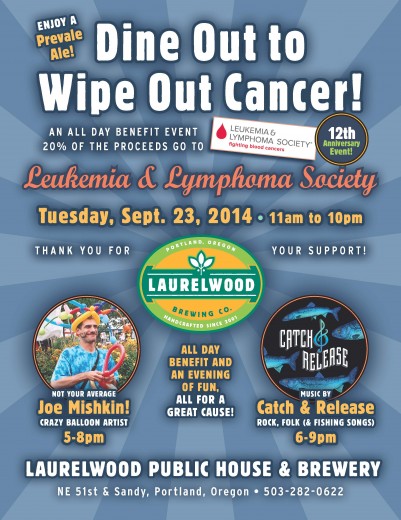 ENJOY A
Prevale
Ale!
Dine Out to
Wipe Out Cancer!
AN ALL DAY BENEFIT EVENT
20% OF THE PROCEEDS GO TO
LEUKEMIA &
LYMPHOMA SOCIETY
fighting blood cancers
12th
Anniversary
Event!
Leukemia & Lymphoma Society
Tuesday, Sept. 23, 2014 • 11am to 10pm
THANK YOU FOR
YOUR SUPPORT!
PORTLAND, OREGON
LAURELWOOD
BREWING CO.
HANDCRAFTED SINCE 2001
ALL DAY
BENEFIT AND
AN EVENING
OF FUN,
ALL FOR A
GREAT CAUSE!
NOT YOUR AVERAGE
Joe Mishkin!
CRAZY BALLOON ARTIST
5-8pm
CATCH &
RELEASE
MUSIC BY
Catch & Release
ROCK, FOLK (& FISHING SONGS)
6-9pm
LAURELWOOD PUBLIC HOUSE & BREWERY
NE 51st & Sandy, Portland, Oregon • 503-282-0622